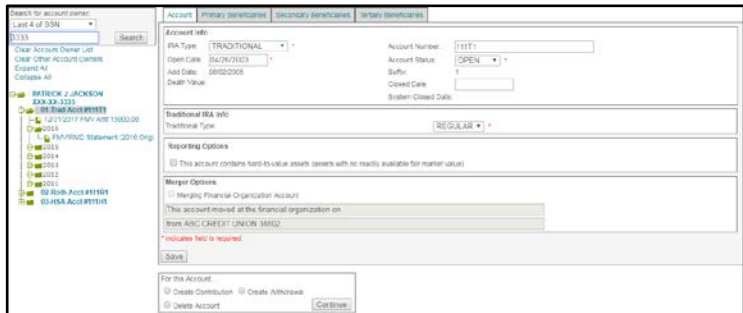 Search for account owner:
Last 4 of SSN
3333
Search
Clear Account Owner List
Clear Other Account Owners
Expand All
Collapse All
PATRICK J JACKSON
XXX-XX-3333
01-Trad Acct #111T1
12/31/2017 FMV Amt 15000.00
2016
FMV/RMD Statement (2016 Orig)
2015
2014
2013
2012
2011
02-Roth Acct #111R1
03-HSA Acct #111H1
Account Primary Beneficiaries Secondary Beneficiaries Tertiary Beneficiaries
Account Info
IRA Type: TRADITIONAL * Account Number: 111T1
Open Date: 04/26/2003 * Account Status: OPEN *
Add Date: 08/02/2005 Suffix: 1
Death Value: Closed Date:
System Closed Date:
Traditional IRA Info
Traditional Type: REGULAR *
Reporting Options
This account contains hard-to-value assets (assets with no readily available fair market value)
Merger Options
Merging Financial Organization Account
This account moved at the financial organization on
from ABC CREDIT UNION 38802
* indicates field is required.
Save
For this Account:
Create Contribution Create Withdrawal
Delete Account Continue